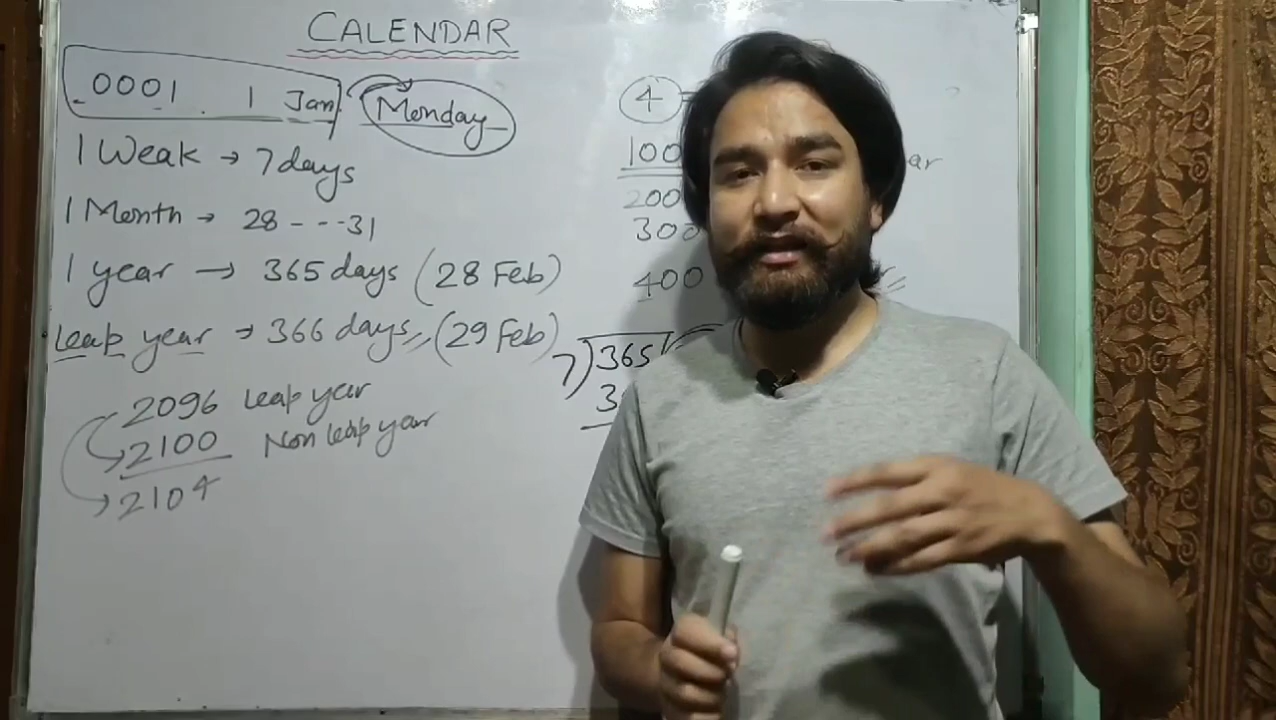 CALENDAR
0001 1 Jan Monday
1 Weak → 7 days
1 Month → 28 - - - 31
1 year → 365 days (28 Feb)
Leap year → 366 days (29 Feb)
2096 Leap year
2100 Non leap year
2104
4
100
200
300
400
7)365